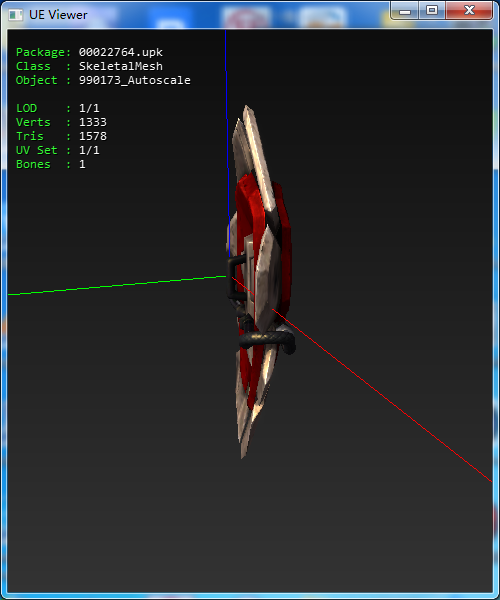 UE Viewer
Package: 00022764.upk
Class  : SkeletalMesh
Object : 990173_Autoscale
LOD    : 1/1
Verts  : 1333
Tris   : 1578
UV Set : 1/1
Bones  : 1